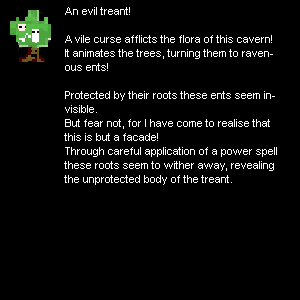 An evil treant!
A vile curse afflicts the flora of this cavern!
It animates the trees, turning them to raven-
ous ents!
Protected by their roots these ents seem in-
visible.
But fear not, for I have come to realise that
this is but a facade!
Through careful application of a power spell
these roots seem to wither away, revealing
the unprotected body of the treant.